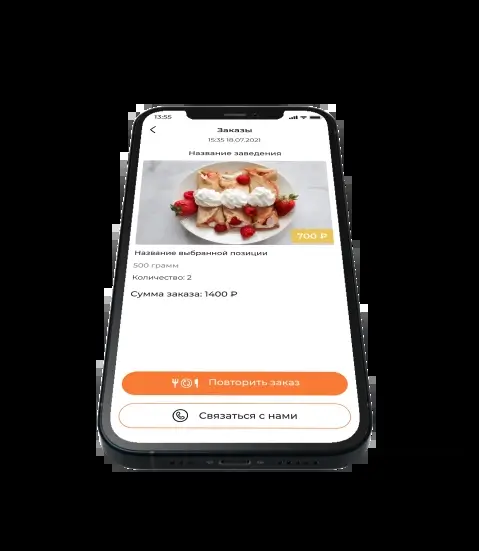 13:55
Заказы
15:35 18.07.2021
Название заведения
700 ₽
Название выбранной позиции
500 грамм
Количество: 2
Сумма заказа: 1400 ₽
Повторить заказ
Связаться с нами